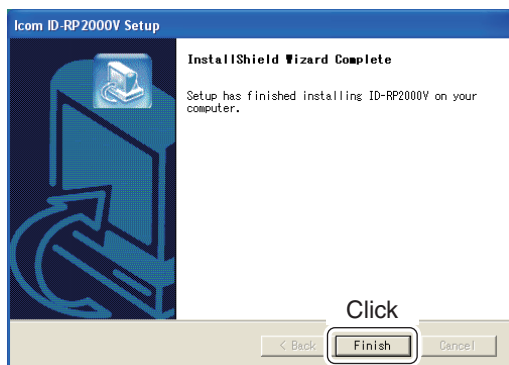 Icom ID-RP2000V Setup
InstallShield Wizard Complete
Setup has finished installing ID-RP2000V on your
computer.
Click
< Back Finish Cancel